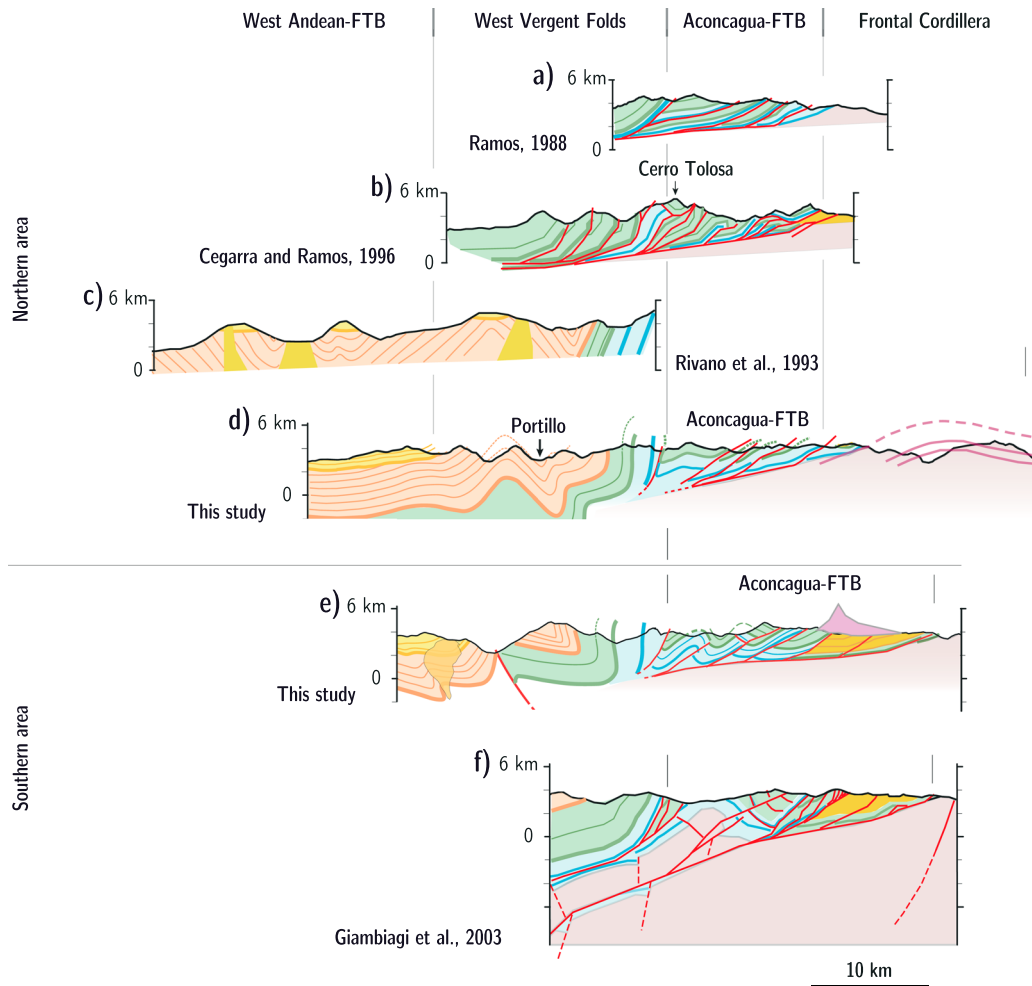 West Andean-FTB West Vergent Folds Aconcagua-FTB Frontal Cordillera
a) 6 km
Ramos, 1988 0
Cerro Tolosa
b) 6 km
Cegarra and Ramos, 1996 0
c) 6 km
0
Rivano et al., 1993
Northern area
d) 6 km
Portillo
Aconcagua-FTB
0
This study
Aconcagua-FTB
e) 6 km
0
This study
Southern area
f) 6 km
0
Giambiagi et al., 2003
10 km